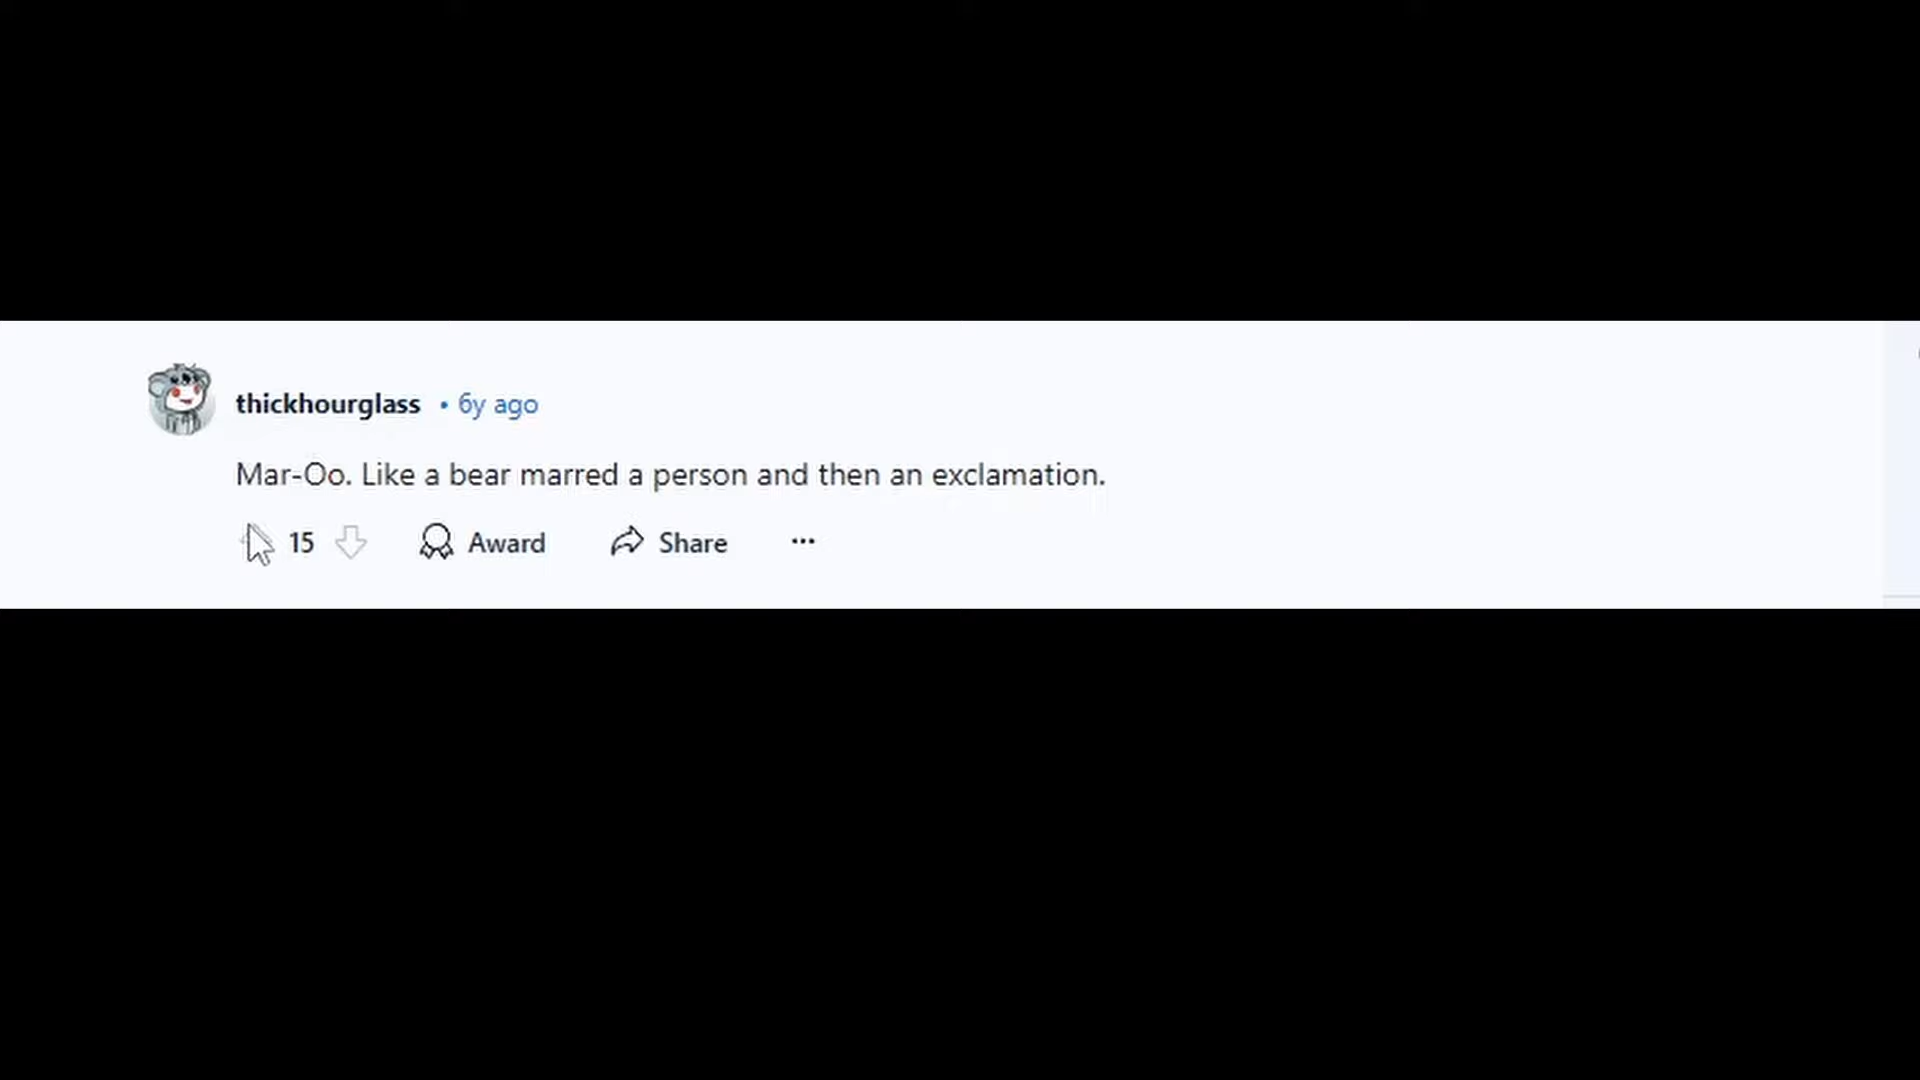 thickhourglass • 6y ago
Mar-Oo. Like a bear marred a person and then an exclamation.
15 Award Share ...